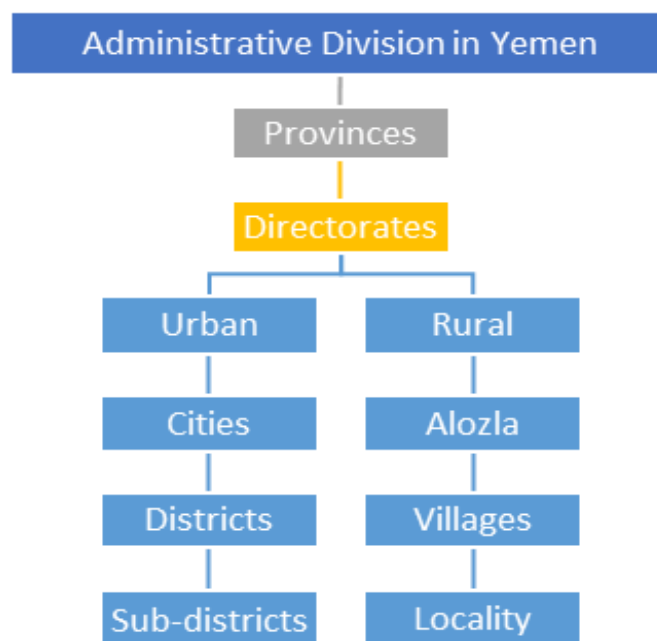 Administrative Division in Yemen
Provinces
Directorates
Urban
Rural
Cities
Alozla
Districts
Villages
Sub-districts
Locality